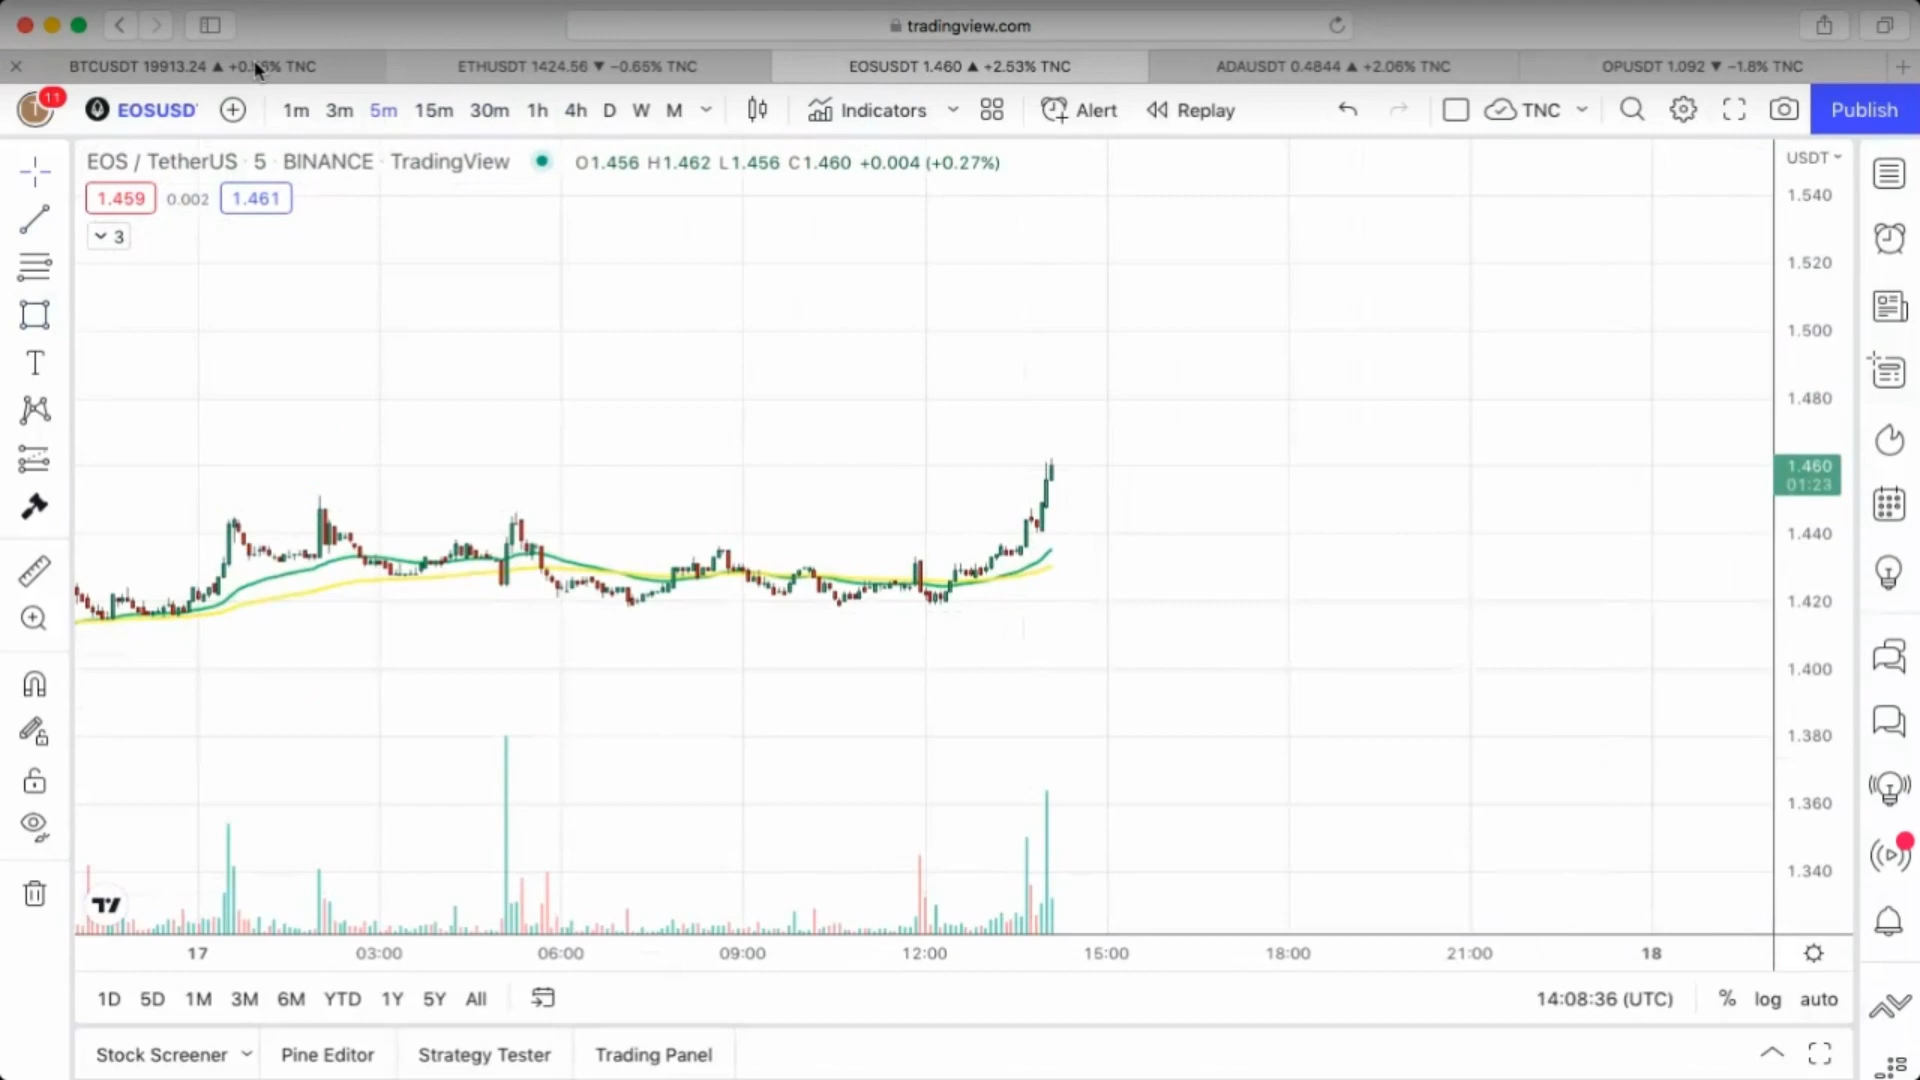 tradingview.com
BTCUSDT 19913.24 ▲ TNC
ETHUSDT 1424.56 ▼ −0.65% TNC
EOSUSDT 1.460 ▲ +2.53% TNC
ADAUSDT 0.4844 ▲ +2.06% TNC
OPUSDT 1.092 ▼ −1.8% TNC
11
EOSUSD
1m 3m 5m 15m 30m 1h 4h D W M
Indicators
Alert
Replay
TNC
Publish
EOS / TetherUS · 5 · BINANCE · TradingView
O1.456 H1.462 L1.456 C1.460 +0.004 (+0.27%)
USDT
1.459 0.002 1.461
3
1.540
1.520
1.500
1.480
1.460
01:23
1.440
1.420
1.400
1.380
1.360
1.340
17 03:00 06:00 09:00 12:00 15:00 18:00 21:00 18
1D 5D 1M 3M 6M YTD 1Y 5Y All
14:08:36 (UTC) % log auto
Stock Screener Pine Editor Strategy Tester Trading Panel